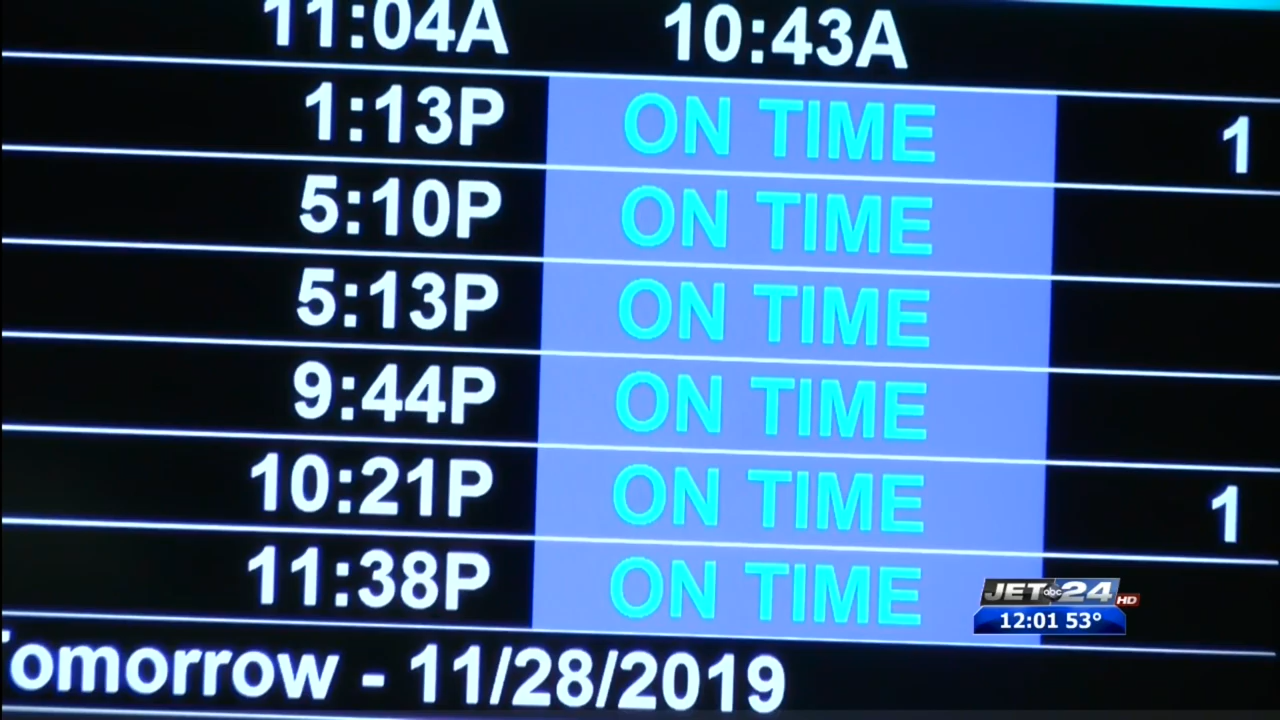 11:04A 10:43A
1:13P ON TIME 1
5:10P ON TIME
5:13P ON TIME
9:44P ON TIME
10:21P ON TIME 1
11:38P ON TIME
Tomorrow - 11/28/2019
JET abc 24 HD
12:01 53°